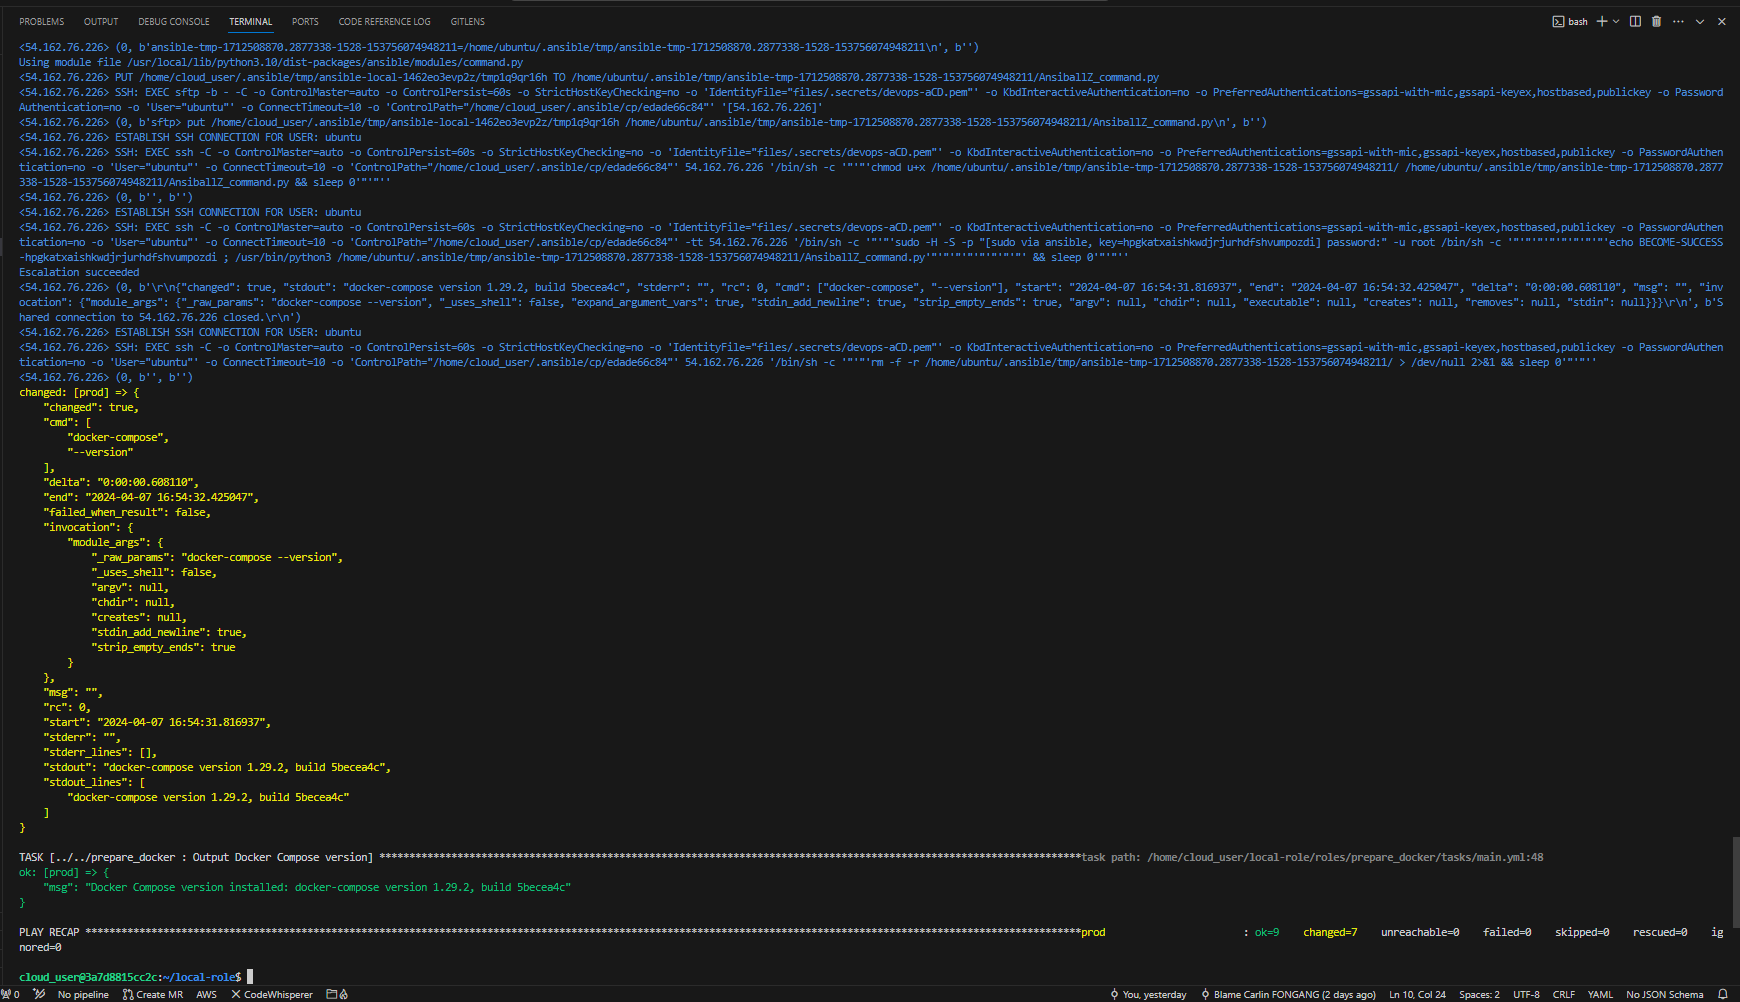 PROBLEMS OUTPUT DEBUG CONSOLE TERMINAL PORTS CODE REFERENCE LOG GITLENS bash
<54.162.76.226> (0, b'ansible-tmp-1712508870.2877338-1528-153756074948211=/home/ubuntu/.ansible/tmp/ansible-tmp-1712508870.2877338-1528-153756074948211\n', b'')
Using module file /usr/local/lib/python3.10/dist-packages/ansible/modules/command.py
<54.162.76.226> PUT /home/cloud_user/.ansible/tmp/ansible-local-1462eo3evp2z/tmp1q9qr16h TO /home/ubuntu/.ansible/tmp/ansible-tmp-1712508870.2877338-1528-153756074948211/AnsiballZ_command.py
<54.162.76.226> SSH: EXEC sftp -b - -C -o ControlMaster=auto -o ControlPersist=60s -o StrictHostKeyChecking=no -o 'IdentityFile="files/.secrets/devops-aCD.pem"' -o KbdInteractiveAuthentication=no -o PreferredAuthentications=gssapi-with-mic,gssapi-keyex,hostbased,publickey -o Password
Authentication=no -o 'User="ubuntu"' -o ConnectTimeout=10 -o 'ControlPath="/home/cloud_user/.ansible/cp/edade66c84"' '[54.162.76.226]'
<54.162.76.226> (0, b'sftp> put /home/cloud_user/.ansible/tmp/ansible-local-1462eo3evp2z/tmp1q9qr16h /home/ubuntu/.ansible/tmp/ansible-tmp-1712508870.2877338-1528-153756074948211/AnsiballZ_command.py\n', b'')
<54.162.76.226> ESTABLISH SSH CONNECTION FOR USER: ubuntu
<54.162.76.226> SSH: EXEC ssh -C -o ControlMaster=auto -o ControlPersist=60s -o StrictHostKeyChecking=no -o 'IdentityFile="files/.secrets/devops-aCD.pem"' -o KbdInteractiveAuthentication=no -o PreferredAuthentications=gssapi-with-mic,gssapi-keyex,hostbased,publickey -o PasswordAuthen
tication=no -o 'User="ubuntu"' -o ConnectTimeout=10 -o 'ControlPath="/home/cloud_user/.ansible/cp/edade66c84"' 54.162.76.226 '/bin/sh -c '"'"'chmod u+x /home/ubuntu/.ansible/tmp/ansible-tmp-1712508870.2877338-1528-153756074948211/ /home/ubuntu/.ansible/tmp/ansible-tmp-1712508870.2877
338-1528-153756074948211/AnsiballZ_command.py && sleep 0'"'"''
<54.162.76.226> (0, b'', b'')
<54.162.76.226> ESTABLISH SSH CONNECTION FOR USER: ubuntu
<54.162.76.226> SSH: EXEC ssh -C -o ControlMaster=auto -o ControlPersist=60s -o StrictHostKeyChecking=no -o 'IdentityFile="files/.secrets/devops-aCD.pem"' -o KbdInteractiveAuthentication=no -o PreferredAuthentications=gssapi-with-mic,gssapi-keyex,hostbased,publickey -o PasswordAuthen
tication=no -o 'User="ubuntu"' -o ConnectTimeout=10 -o 'ControlPath="/home/cloud_user/.ansible/cp/edade66c84"' -tt 54.162.76.226 '/bin/sh -c '"'"'sudo -H -S -p "[sudo via ansible, key=hpgkatxaishkwdjrjurhdfshvumpozdi] password:" -u root /bin/sh -c '"'"'"'"'"'"'"'"'echo BECOME-SUCCESS
-hpgkatxaishkwdjrjurhdfshvumpozdi ; /usr/bin/python3 /home/ubuntu/.ansible/tmp/ansible-tmp-1712508870.2877338-1528-153756074948211/AnsiballZ_command.py'"'"'"'"'"'"'"'"' && sleep 0'"'"''
Escalation succeeded
<54.162.76.226> (0, b'\r\n{"changed": true, "stdout": "docker-compose version 1.29.2, build 5becea4c", "stderr": "", "rc": 0, "cmd": ["docker-compose", "--version"], "start": "2024-04-07 16:54:31.816937", "end": "2024-04-07 16:54:32.425047", "delta": "0:00:00.608110", "msg": "", "inv
ocation": {"module_args": {"_raw_params": "docker-compose --version", "_uses_shell": false, "expand_argument_vars": true, "stdin_add_newline": true, "strip_empty_ends": true, "argv": null, "chdir": null, "executable": null, "creates": null, "removes": null, "stdin": null}}}\r\n', b'S
hared connection to 54.162.76.226 closed.\r\n')
<54.162.76.226> ESTABLISH SSH CONNECTION FOR USER: ubuntu
<54.162.76.226> SSH: EXEC ssh -C -o ControlMaster=auto -o ControlPersist=60s -o StrictHostKeyChecking=no -o 'IdentityFile="files/.secrets/devops-aCD.pem"' -o KbdInteractiveAuthentication=no -o PreferredAuthentications=gssapi-with-mic,gssapi-keyex,hostbased,publickey -o PasswordAuthen
tication=no -o 'User="ubuntu"' -o ConnectTimeout=10 -o 'ControlPath="/home/cloud_user/.ansible/cp/edade66c84"' 54.162.76.226 '/bin/sh -c '"'"'rm -f -r /home/ubuntu/.ansible/tmp/ansible-tmp-1712508870.2877338-1528-153756074948211/ > /dev/null 2>&1 && sleep 0'"'"''
<54.162.76.226> (0, b'', b'')
changed: [prod] => {
    "changed": true,
    "cmd": [
        "docker-compose",
        "--version"
    ],
    "delta": "0:00:00.608110",
    "end": "2024-04-07 16:54:32.425047",
    "failed_when_result": false,
    "invocation": {
        "module_args": {
            "_raw_params": "docker-compose --version",
            "_uses_shell": false,
            "argv": null,
            "chdir": null,
            "creates": null,
            "stdin_add_newline": true,
            "strip_empty_ends": true
        }
    },
    "msg": "",
    "rc": 0,
    "start": "2024-04-07 16:54:31.816937",
    "stderr": "",
    "stderr_lines": [],
    "stdout": "docker-compose version 1.29.2, build 5becea4c",
    "stdout_lines": [
        "docker-compose version 1.29.2, build 5becea4c"
    ]
}
TASK [../../prepare_docker : Output Docker Compose version] *********************************************************************************************************************task path: /home/cloud_user/local-role/roles/prepare_docker/tasks/main.yml:48
ok: [prod] => {
    "msg": "Docker Compose version installed: docker-compose version 1.29.2, build 5becea4c"
}
PLAY RECAP **********************************************************************************************************************************************************************prod : ok=9 changed=7 unreachable=0 failed=0 skipped=0 rescued=0 ig
nored=0
cloud_user@3a7d8815cc2c:~/local-role$
0 No pipeline Create MR AWS CodeWhisperer You, yesterday Blame Carlin FONGANG (2 days ago) Ln 10, Col 24 Spaces: 2 UTF-8 CRLF YAML No JSON Schema